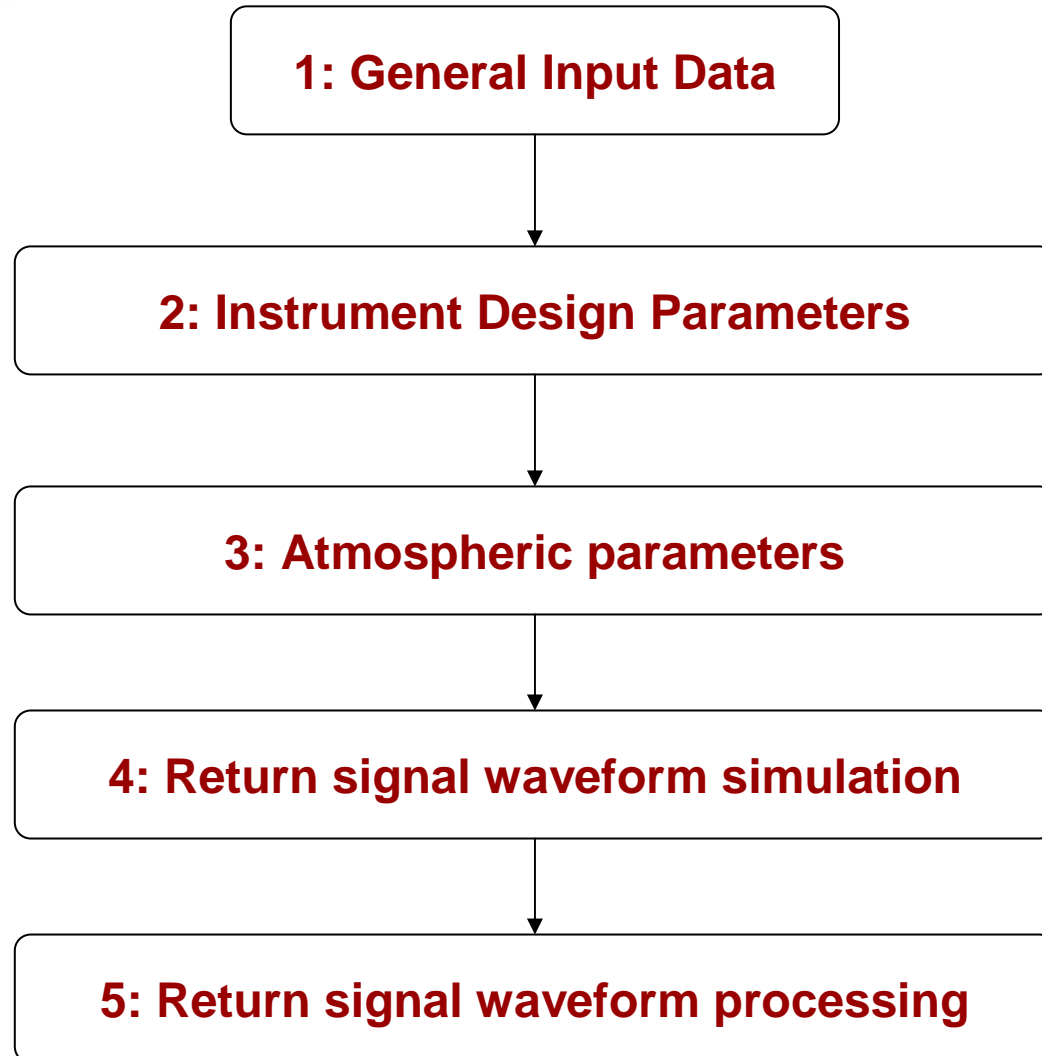 1: General Input Data
2: Instrument Design Parameters
3: Atmospheric parameters
4: Return signal waveform simulation
5: Return signal waveform processing